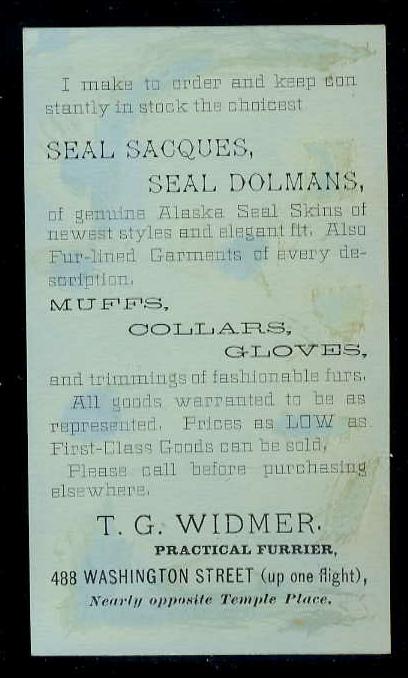 I make to order and keep con
stantly in stock the choicest
SEAL SACQUES,
SEAL DOLMANS,
of genuine Alaska Seal Skins of
newest styles and elegant fit. Also
Fur-lined Garments of every de-
scription.
MUFFS,
COLLARS,
GLOVES,
and trimmings of fashionable furs.
All goods warranted to be as
represented. Prices as LOW as
First-Class Goods can be sold.
Please call before purchasing
elsewhere.
T. G. WIDMER.
PRACTICAL FURRIER,
488 WASHINGTON STREET (up one flight),
Nearly opposite Temple Place.